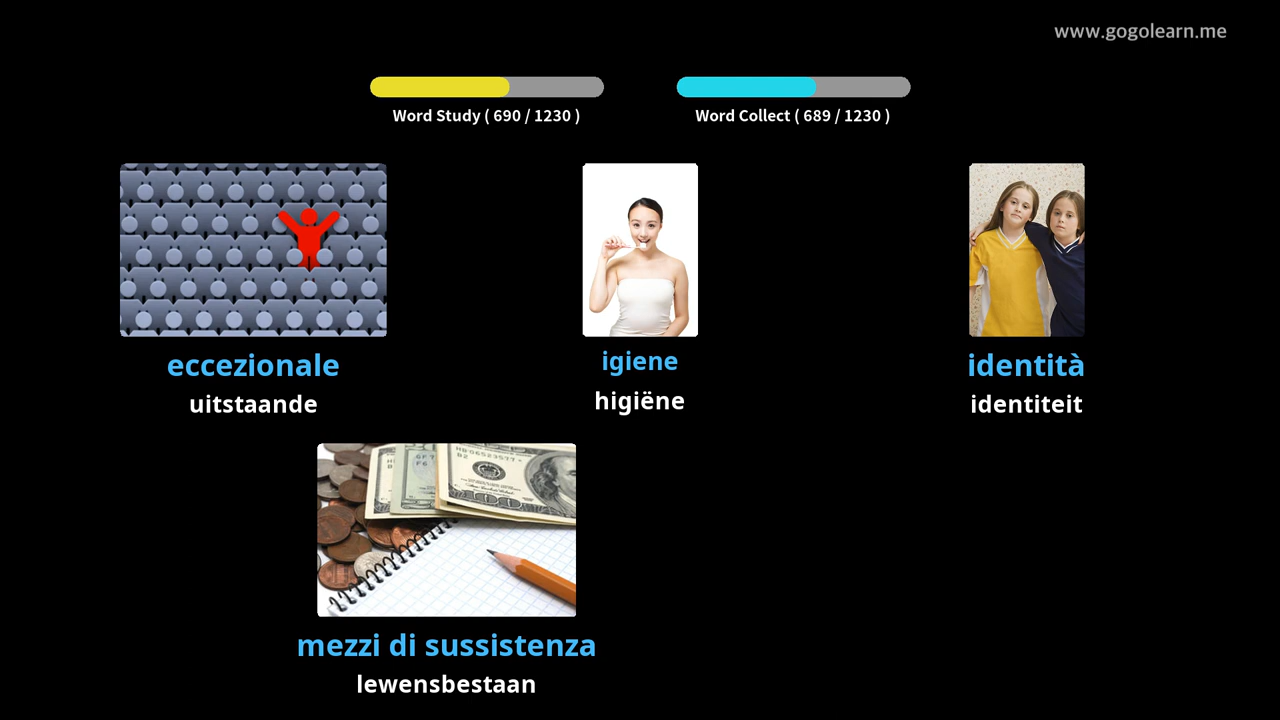 www.gogolearn.me
Word Study ( 690 / 1230 )
Word Collect ( 689 / 1230 )
eccezionale
uitstaande
igiene
higiëne
identità
identiteit
mezzi di sussistenza
lewensbestaan